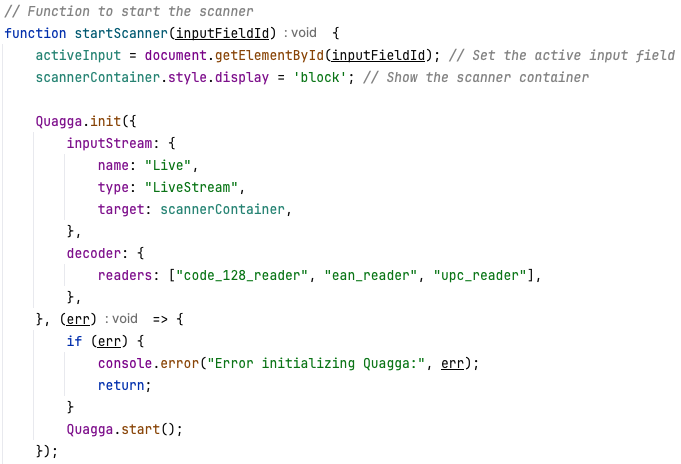 // Function to start the scanner
function startScanner(inputFieldId) : void {
    activeInput = document.getElementById(inputFieldId); // Set the active input field
    scannerContainer.style.display = 'block'; // Show the scanner container

    Quagga.init({
        inputStream: {
            name: "Live",
            type: "LiveStream",
            target: scannerContainer,
        },
        decoder: {
            readers: ["code_128_reader", "ean_reader", "upc_reader"],
        },
    }, (err) : void => {
        if (err) {
            console.error("Error initializing Quagga:", err);
            return;
        }
        Quagga.start();
    });